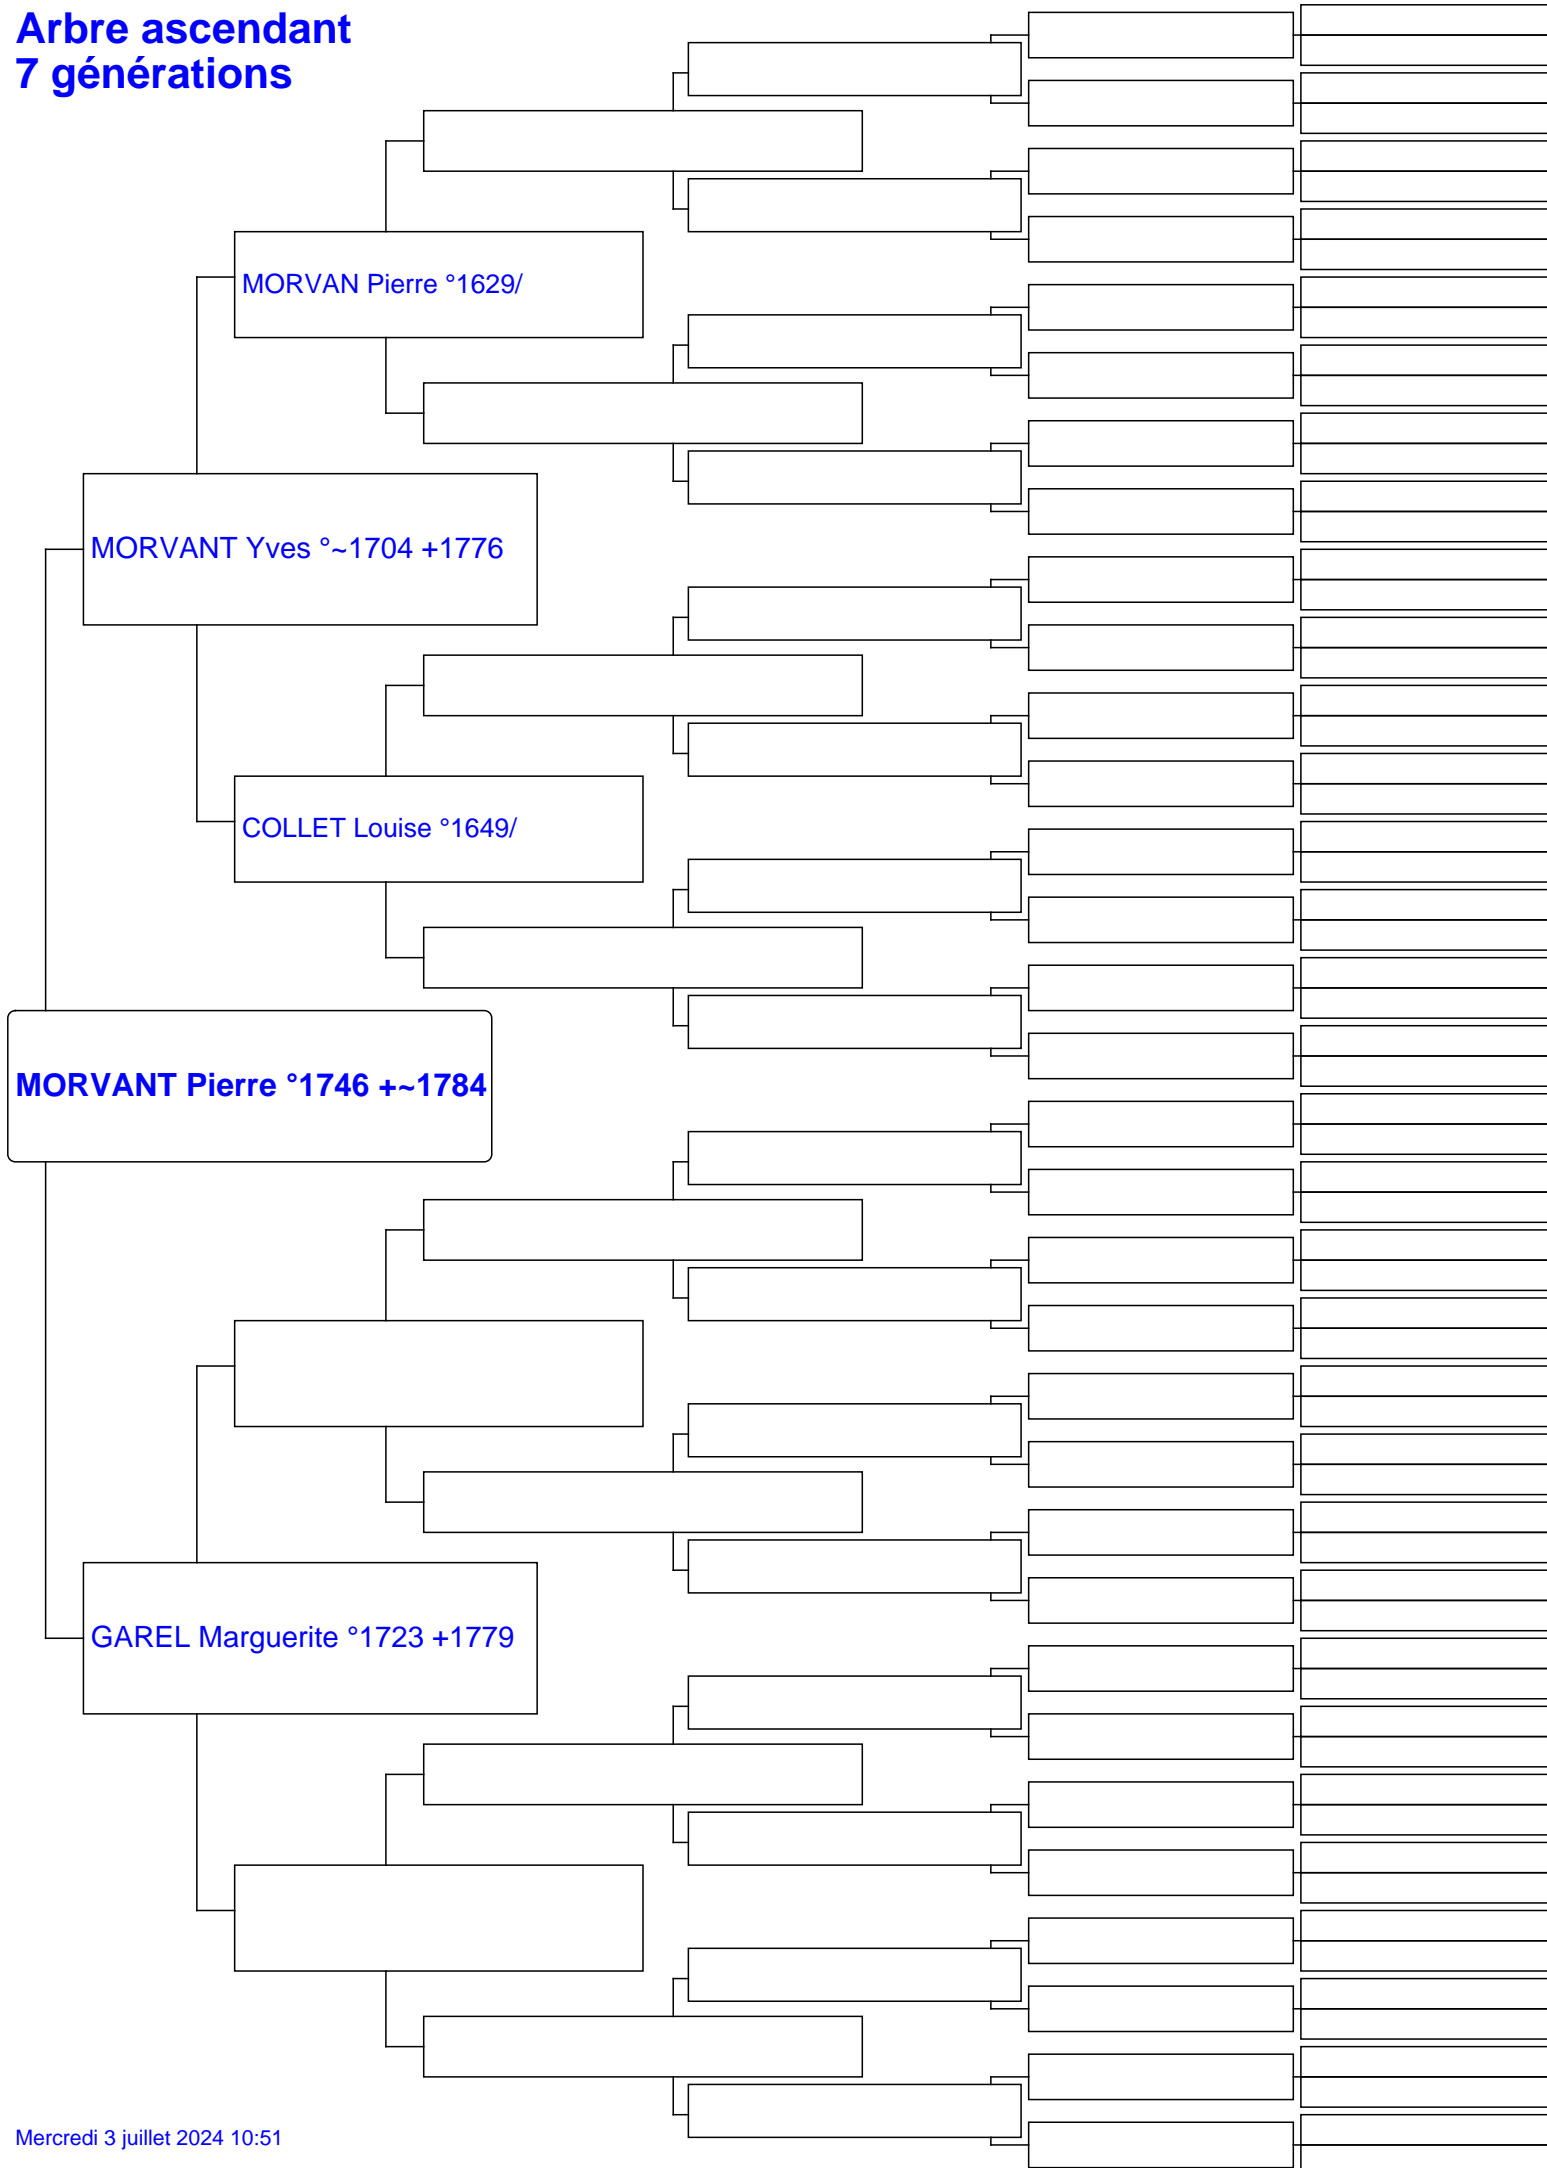 Arbre ascendant
7 générations
MORVAN Pierre °1629/
MORVANT Yves °~1704 +1776
COLLET Louise °1649/
MORVANT Pierre °1746 +~1784
GAREL Marguerite °1723 +1779
Mercredi 3 juillet 2024 10:51